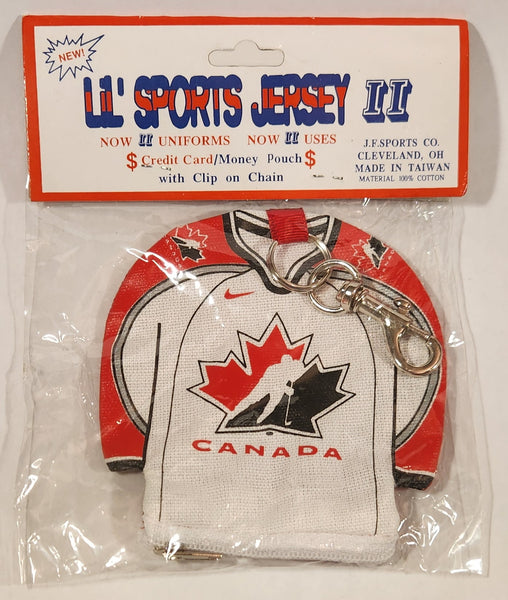 NEW!
LIL' SPORTS JERSEY II
NOW II UNIFORMS NOW II USES
$ Credit Card/Money Pouch $
with Clip on Chain
J.F.SPORTS CO.
CLEVELAND, OH
MADE IN TAIWAN
MATERIAL 100% COTTON
CANADA